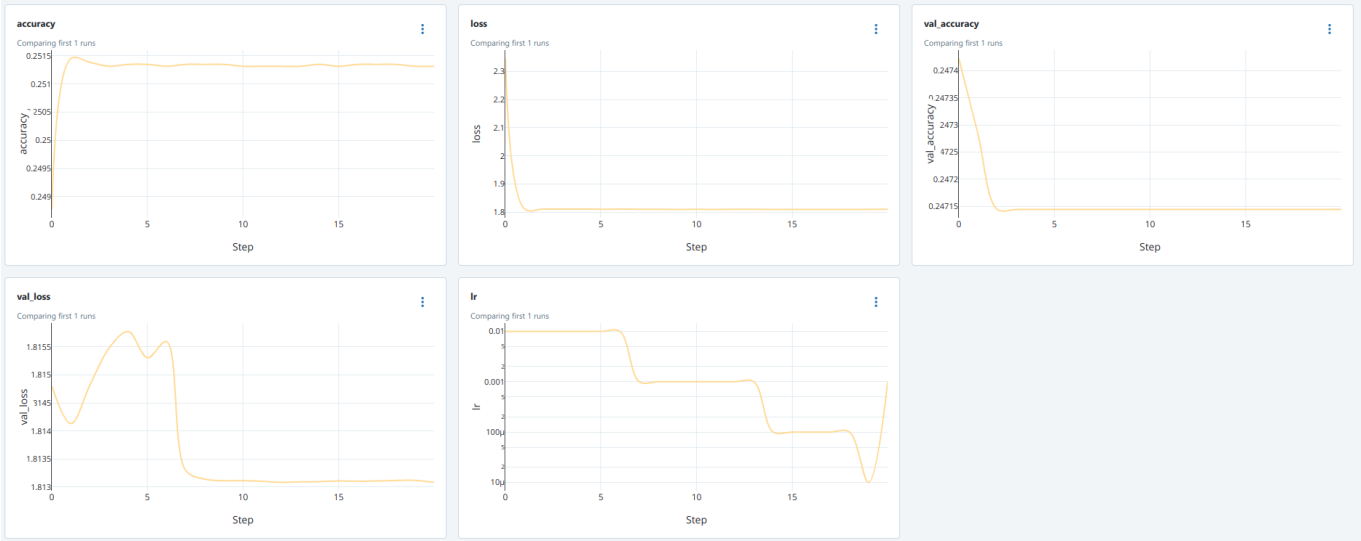 accuracy
Comparing first 1 runs
0.2515
0.251
2505
0.25
0.2495
0.249
accuracy
0
5
10
15
Step
loss
Comparing first 1 runs
2.3
2.2
2.1
2
1.9
1.8
loss
0
5
10
15
Step
val_accuracy
Comparing first 1 runs
0.2474
24735
2473
4725
0.2472
0.24715
val_accuracy
0
5
10
15
Step
val_loss
Comparing first 1 runs
1.8155
1.815
3145
1.814
1.8135
1.813
val_loss
0
5
10
15
Step
lr
Comparing first 1 runs
0.01
5
2
0.001
5
2
100μ
5
2
10μ
lr
0
5
10
15
Step